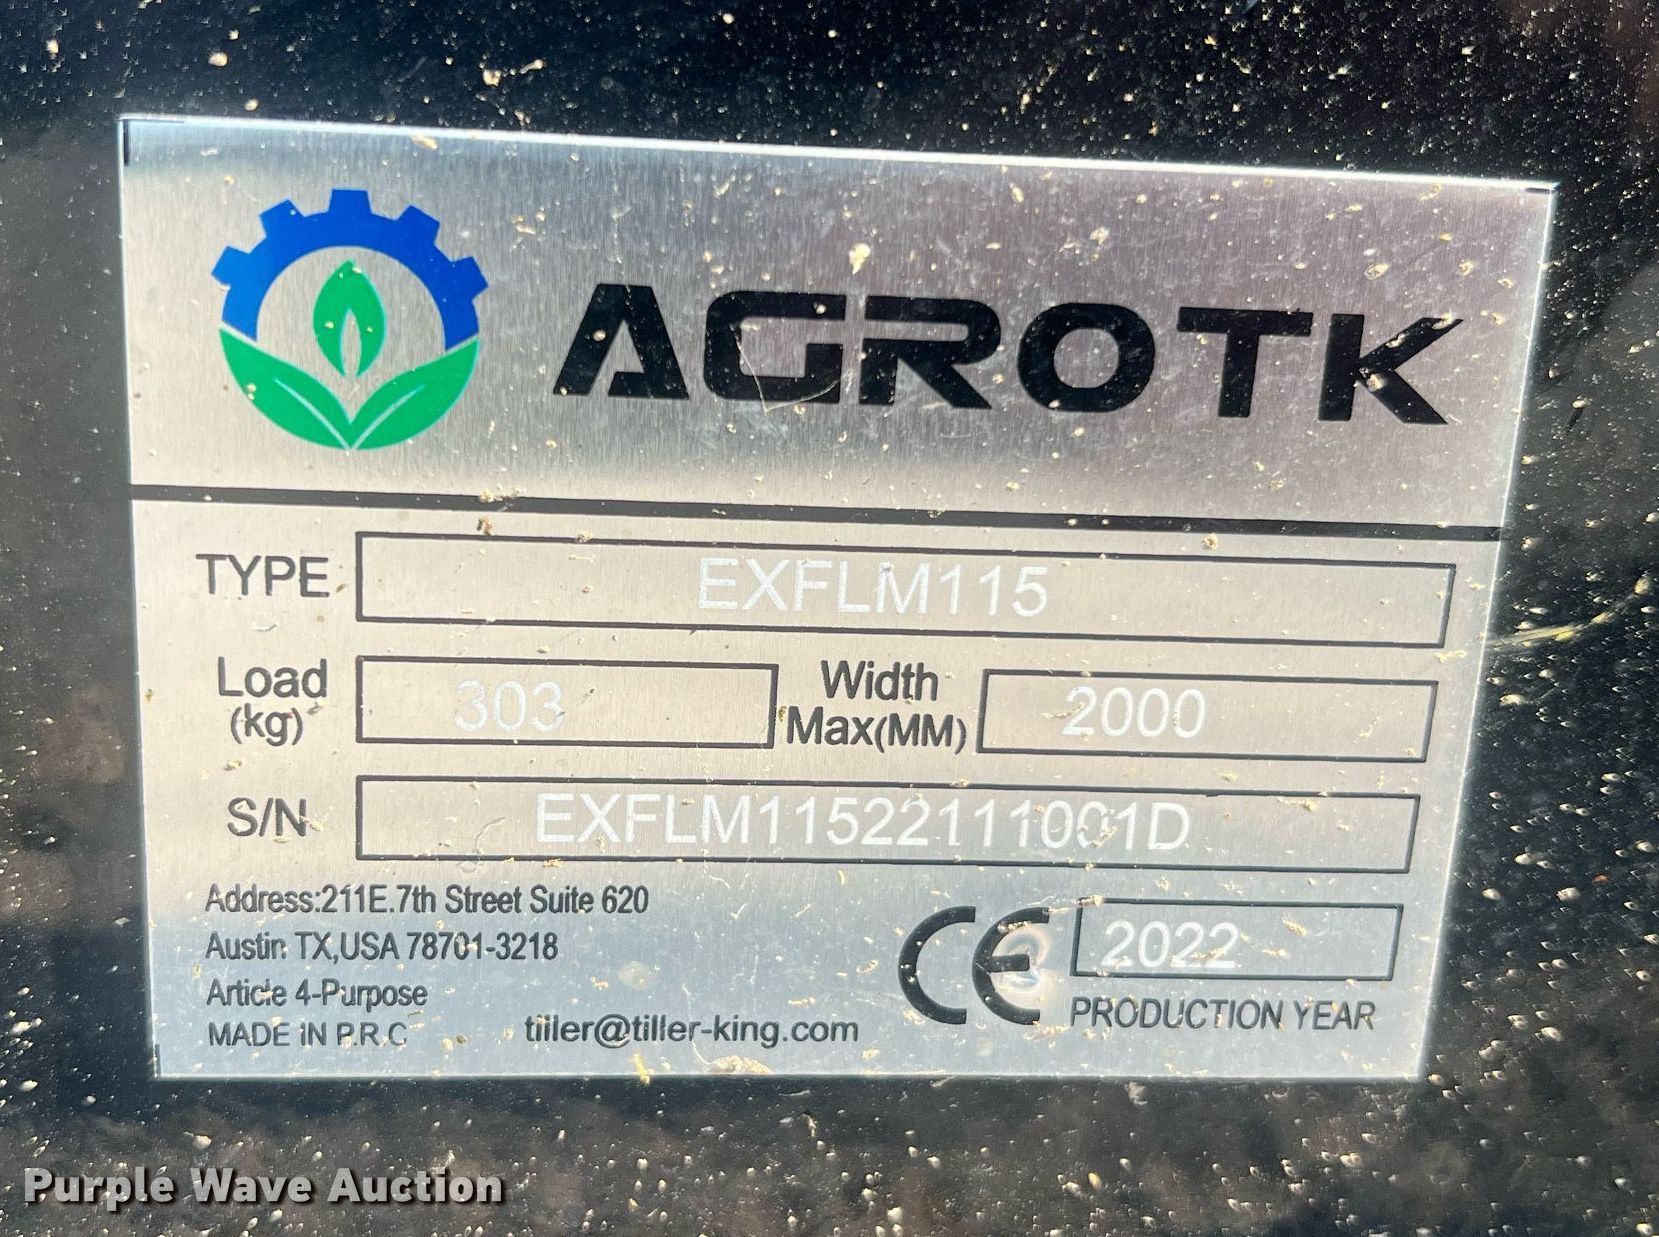 AGROTK
TYPE EXFLM115
Load (kg) 303 Width Max(MM) 2000
S/N EXFLM11522111001D
Address:211E.7th Street Suite 620
Austin TX,USA 78701-3218
Article 4-Purpose
MADE IN P.R.C
tiller@tiller-king.com
CE
2022
PRODUCTION YEAR
Purple Wave Auction